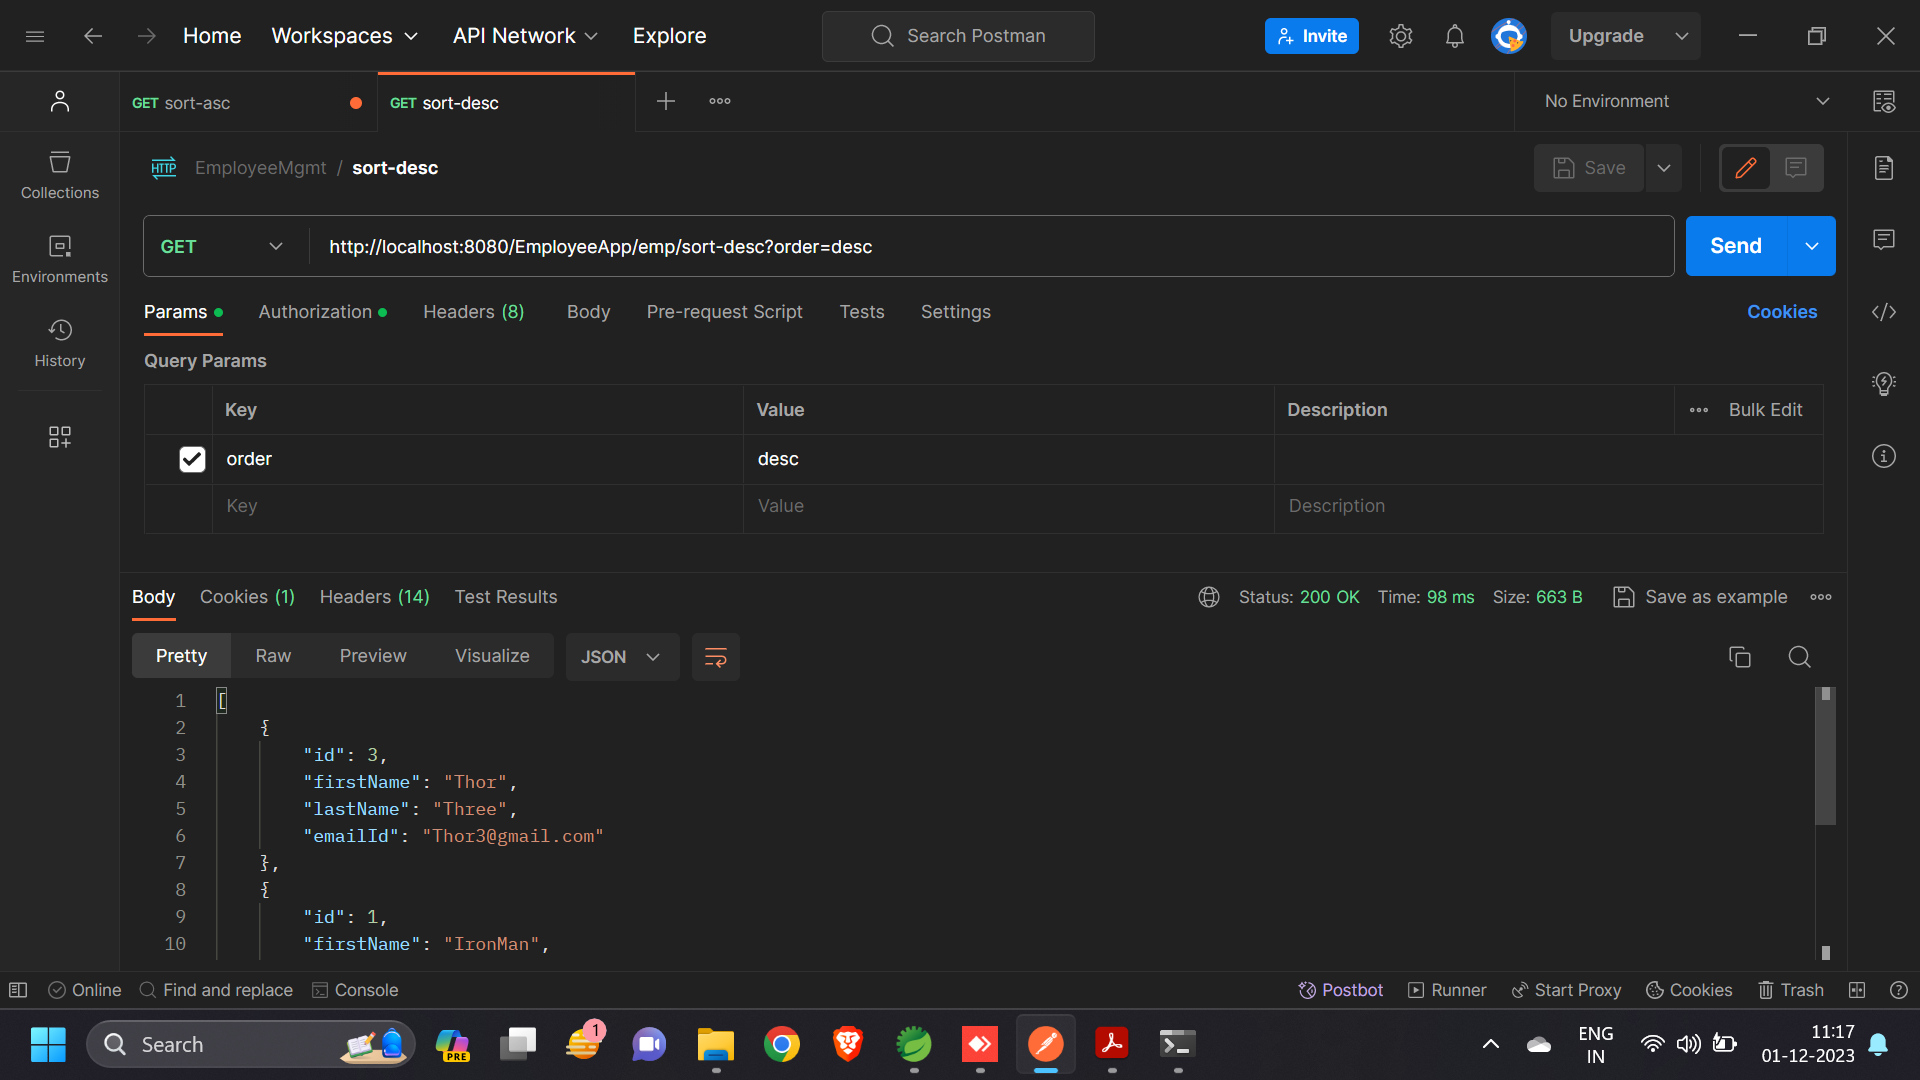 Home Workspaces API Network Explore Search Postman Invite Upgrade
GET sort-asc GET sort-desc No Environment
HTTP EmployeeMgmt / sort-desc Save
Collections
GET http://localhost:8080/EmployeeApp/emp/sort-desc?order=desc Send
Environments
Params Authorization Headers (8) Body Pre-request Script Tests Settings Cookies
History
Query Params
Key Value Description Bulk Edit
order desc
Key Value Description
Body Cookies (1) Headers (14) Test Results Status: 200 OK Time: 98 ms Size: 663 B Save as example
Pretty Raw Preview Visualize JSON
1 [
2 {
3 "id": 3,
4 "firstName": "Thor",
5 "lastName": "Three",
6 "emailId": "Thor3@gmail.com"
7 },
8 {
9 "id": 1,
10 "firstName": "IronMan",
Online Find and replace Console Postbot Runner Start Proxy Cookies Trash
Search PRE 1 ENG 11:17
IN 01-12-2023